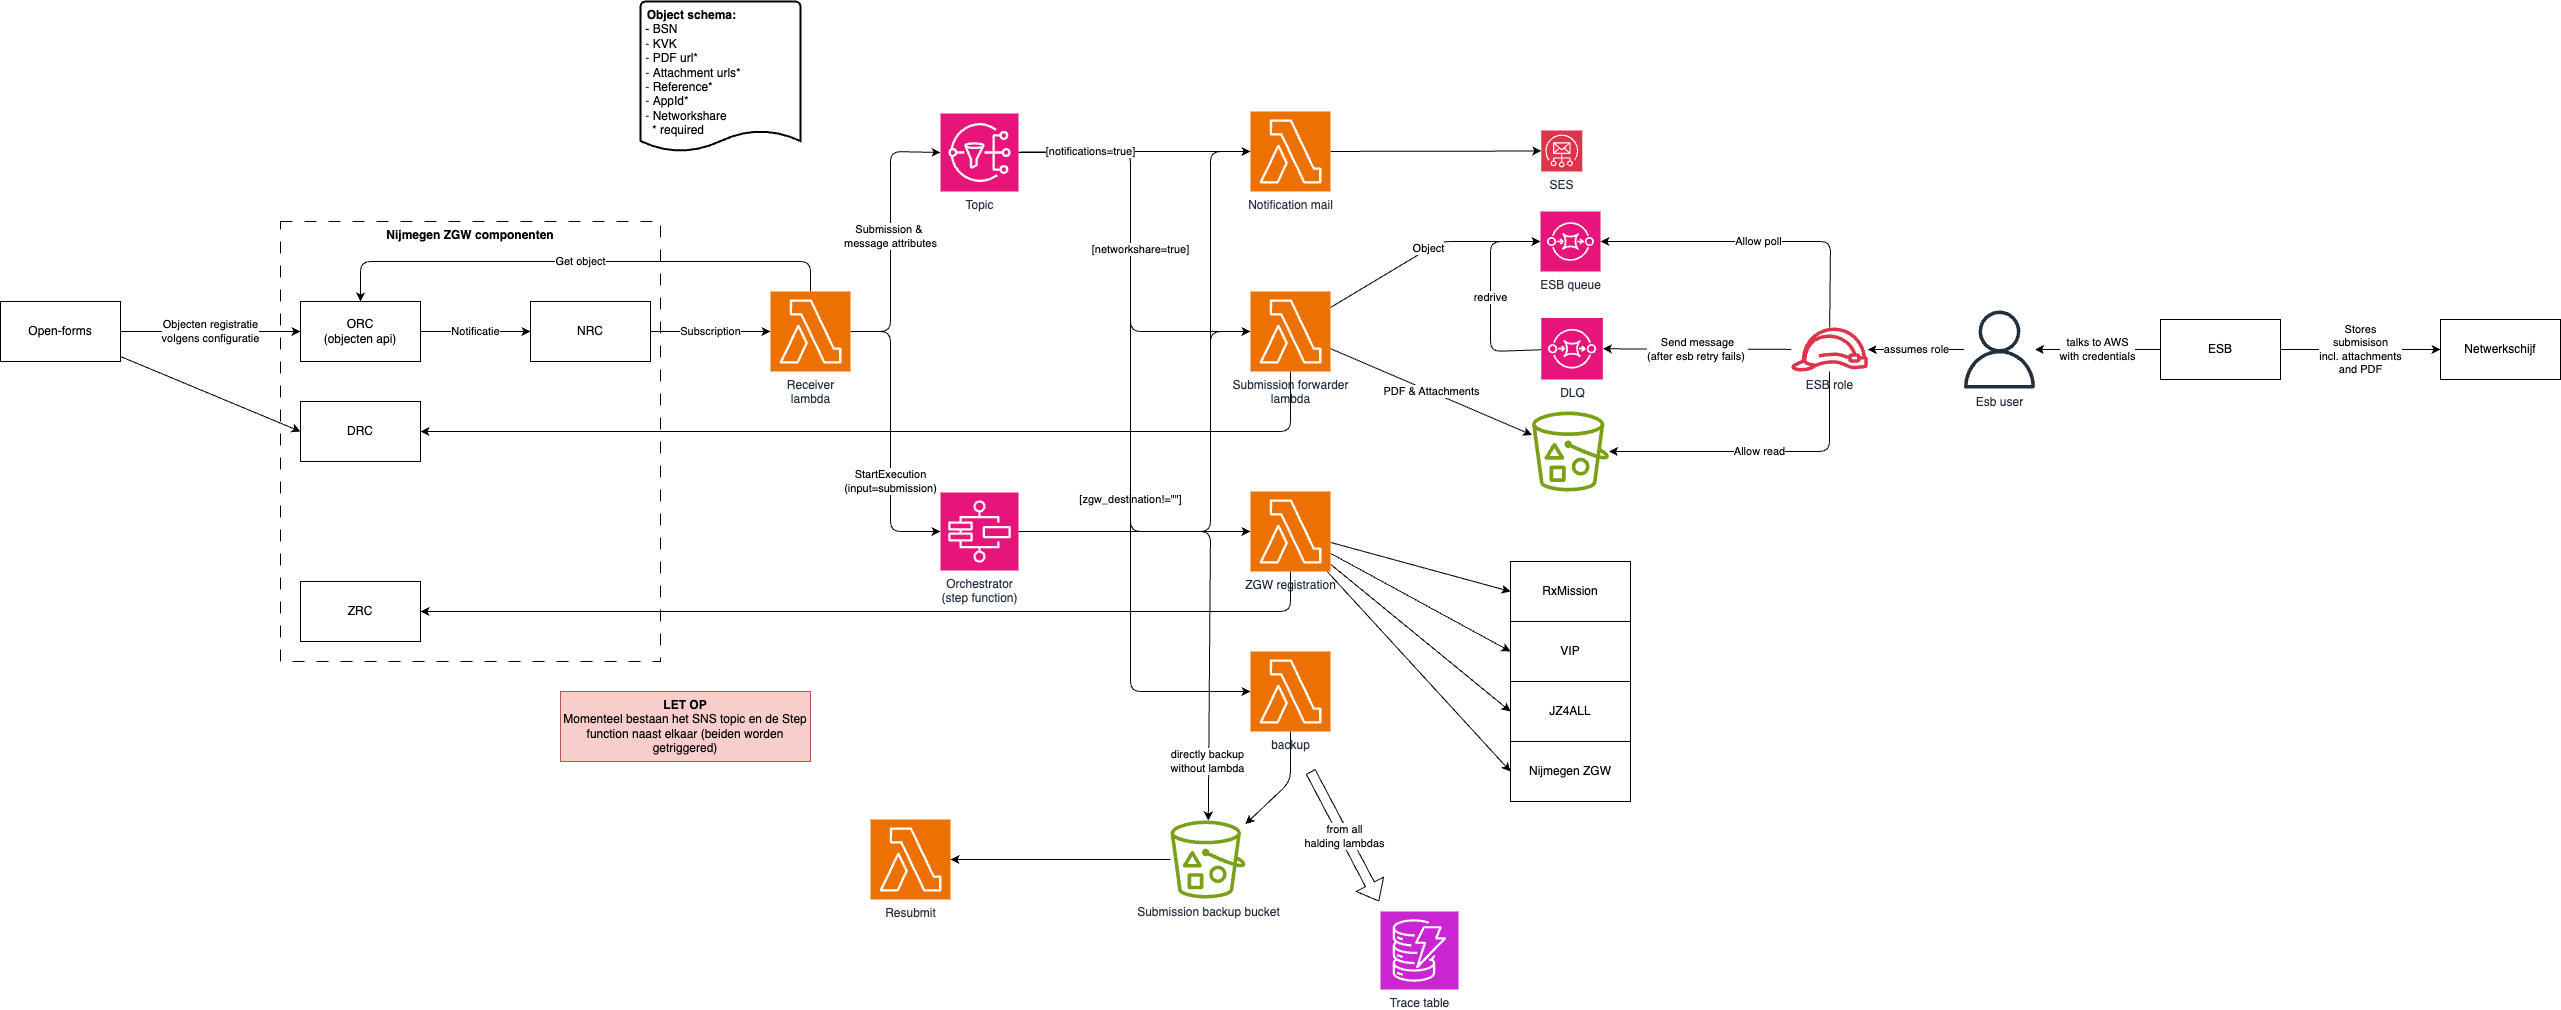 Object schema:
- BSN
- KVK
- PDF url*
- Attachment urls*
- Reference*
- AppId*
- Networkshare
* required
[notifications=true]
Topic
Notification mail
SES
Submission &
message attributes
Nijmegen ZGW componenten
[networkshare=true]
Object
Allow poll
Get object
ESB queue
redrive
Open-forms
Objecten registratie
volgens configuratie
ORC
(objecten api)
Notificatie
NRC
Subscription
Receiver
lambda
Submission forwarder
lambda
PDF & Attachments
DLQ
Send message
(after esb retry fails)
ESB role
assumes role
Esb user
talks to AWS
with credentials
ESB
Stores
submisison
incl. attachments
and PDF
Netwerkschijf
DRC
Allow read
StartExecution
(input=submission)
[zgw_destination!=""]
Orchestrator
(step function)
ZGW registration
ZRC
RxMission
VIP
JZ4ALL
Nijmegen ZGW
LET OP
Momenteel bestaan het SNS topic en de Step
function naast elkaar (beiden worden
getriggered)
backup
directly backup
without lambda
from all
halding lambdas
Resubmit
Submission backup bucket
Trace table